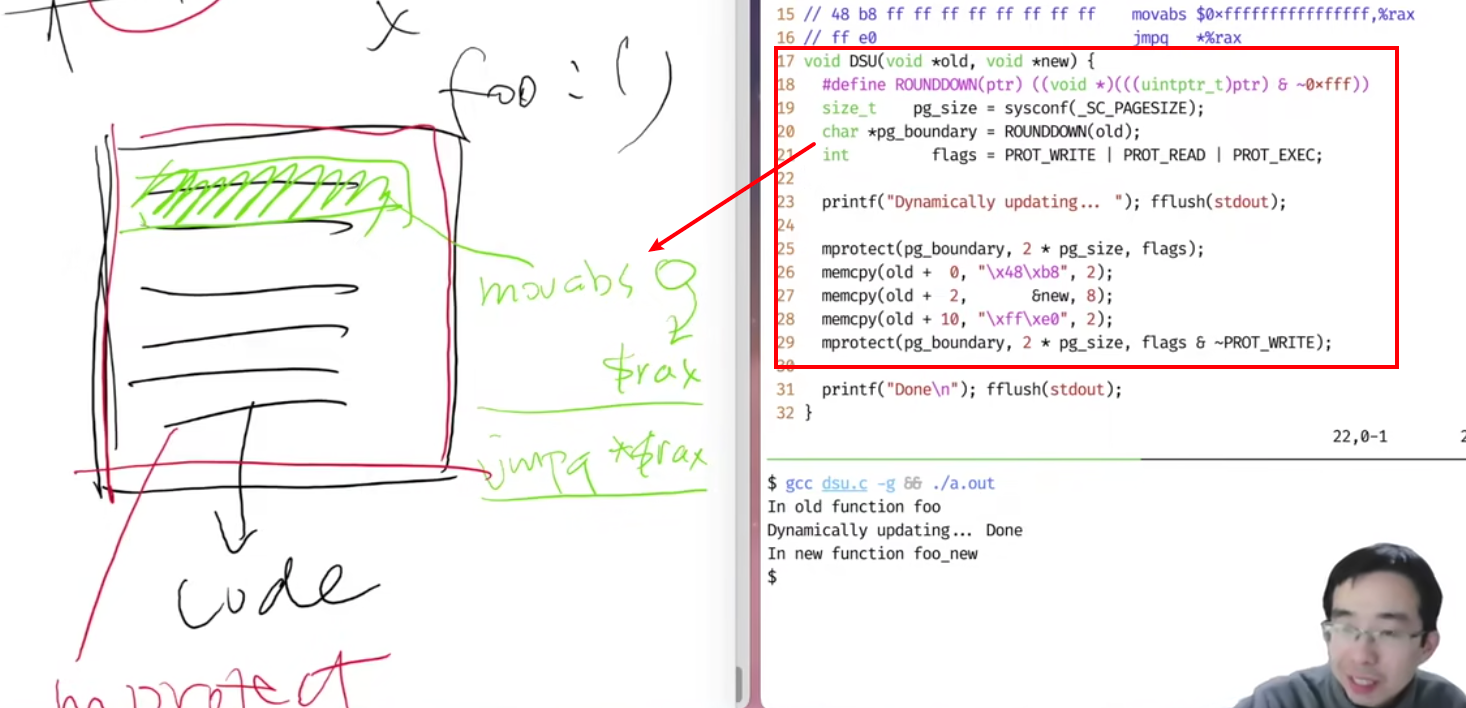 x
foo : ()
movabs
$rax
jmpq *$rax
code
mprotect
15 // 48 b8 ff ff ff ff ff ff ff ff    movabs $0×ffffffffffffffff,%rax
16 // ff e0                            jmpq   *%rax
17 void DSU(void *old, void *new) {
18   #define ROUNDDOWN(ptr) ((void *)(((uintptr_t)ptr) & ~0×fff))
19   size_t   pg_size = sysconf(_SC_PAGESIZE);
20   char *pg_boundary = ROUNDDOWN(old);
21   int        flags = PROT_WRITE | PROT_READ | PROT_EXEC;
22
23   printf("Dynamically updating... "); fflush(stdout);
24
25   mprotect(pg_boundary, 2 * pg_size, flags);
26   memcpy(old +  0, "\x48\xb8", 2);
27   memcpy(old +  2,       &new, 8);
28   memcpy(old + 10, "\xff\xe0", 2);
29   mprotect(pg_boundary, 2 * pg_size, flags & ~PROT_WRITE);
30
31   printf("Done\n"); fflush(stdout);
32 }
22,0-1 2
$ gcc dsu.c -g && ./a.out
In old function foo
Dynamically updating... Done
In new function foo_new
$